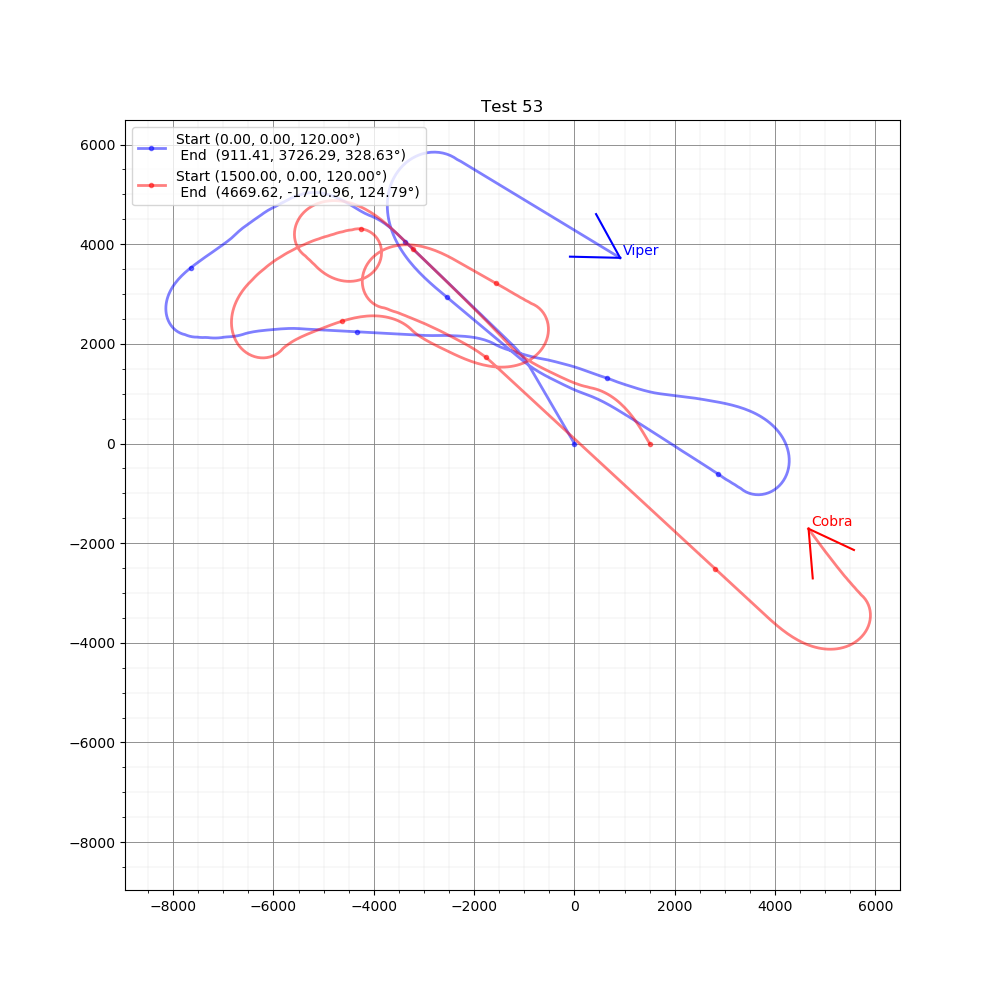 Test 53
Start (0.00, 0.00, 120.00°)
End (911.41, 3726.29, 328.63°)
Start (1500.00, 0.00, 120.00°)
End (4669.62, -1710.96, 124.79°)
6000
4000
2000
0
−2000
−4000
−6000
−8000
Viper
Cobra
−8000 −6000 −4000 −2000 0 2000 4000 6000